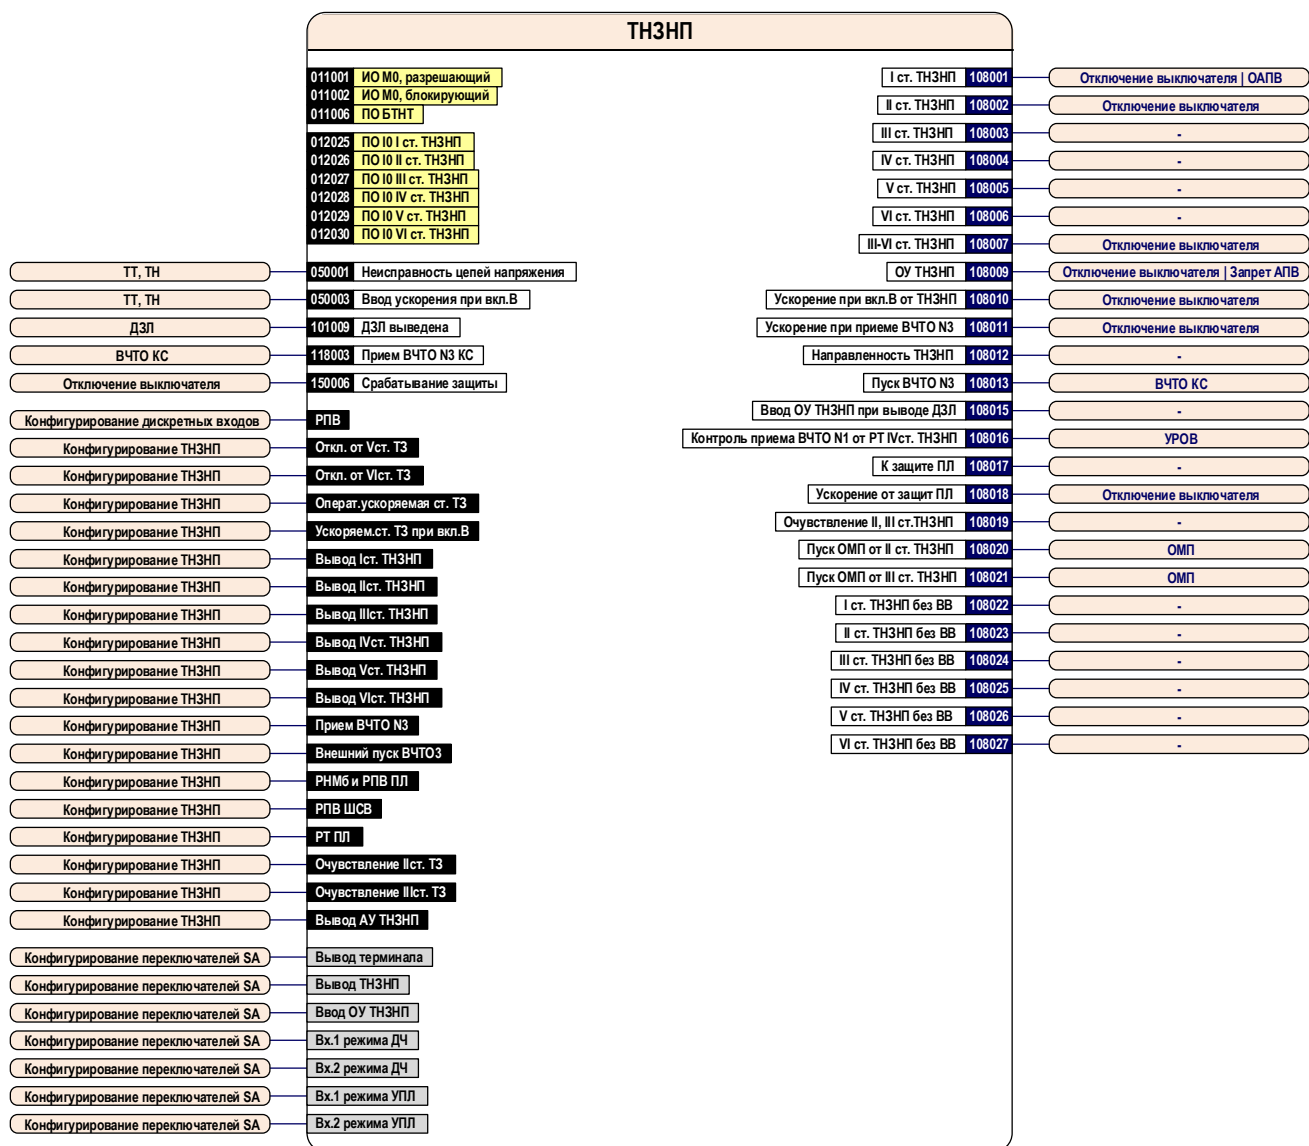 ТНЗНП
011001 ИО М0, разрешающий
011002 ИО М0, блокирующий
011006 ПО БТНТ
012025 ПО I0 I ст. ТНЗНП
012026 ПО I0 II ст. ТНЗНП
012027 ПО I0 III ст. ТНЗНП
012028 ПО I0 IV ст. ТНЗНП
012029 ПО I0 V ст. ТНЗНП
012030 ПО I0 VI ст. ТНЗНП
ТТ, ТН 050001 Неисправность цепей напряжения
ТТ, ТН 050003 Ввод ускорения при вкл.В
ДЗЛ 101009 ДЗЛ выведена
ВЧТО КС 118003 Прием ВЧТО N3 КС
Отключение выключателя 150006 Срабатывание защиты
Конфигурирование дискретных входов РПВ
Конфигурирование ТНЗНП Откл. от Vст. ТЗ
Конфигурирование ТНЗНП Откл. от VIст. ТЗ
Конфигурирование ТНЗНП Операт.ускоряемая ст. ТЗ
Конфигурирование ТНЗНП Ускоряем.ст. ТЗ при вкл.В
Конфигурирование ТНЗНП Вывод Iст. ТНЗНП
Конфигурирование ТНЗНП Вывод IIст. ТНЗНП
Конфигурирование ТНЗНП Вывод IIIст. ТНЗНП
Конфигурирование ТНЗНП Вывод IVст. ТНЗНП
Конфигурирование ТНЗНП Вывод Vст. ТНЗНП
Конфигурирование ТНЗНП Вывод VIст. ТНЗНП
Конфигурирование ТНЗНП Прием ВЧТО N3
Конфигурирование ТНЗНП Внешний пуск ВЧТО3
Конфигурирование ТНЗНП РНМб и РПВ ПЛ
Конфигурирование ТНЗНП РПВ ШСВ
Конфигурирование ТНЗНП РТ ПЛ
Конфигурирование ТНЗНП Очувствление IIст. ТЗ
Конфигурирование ТНЗНП Очувствление IIIст. ТЗ
Конфигурирование ТНЗНП Вывод АУ ТНЗНП
Конфигурирование переключателей SA Вывод терминала
Конфигурирование переключателей SA Вывод ТНЗНП
Конфигурирование переключателей SA Ввод ОУ ТНЗНП
Конфигурирование переключателей SA Вх.1 режима ДЧ
Конфигурирование переключателей SA Вх.2 режима ДЧ
Конфигурирование переключателей SA Вх.1 режима УПЛ
Конфигурирование переключателей SA Вх.2 режима УПЛ
I ст. ТНЗНП 108001 Отключение выключателя | ОАПВ
II ст. ТНЗНП 108002 Отключение выключателя
III ст. ТНЗНП 108003 -
IV ст. ТНЗНП 108004 -
V ст. ТНЗНП 108005 -
VI ст. ТНЗНП 108006 -
III-VI ст. ТНЗНП 108007 Отключение выключателя
ОУ ТНЗНП 108009 Отключение выключателя | Запрет АПВ
Ускорение при вкл.В от ТНЗНП 108010 Отключение выключателя
Ускорение при приеме ВЧТО N3 108011 Отключение выключателя
Направленность ТНЗНП 108012 -
Пуск ВЧТО N3 108013 ВЧТО КС
Ввод ОУ ТНЗНП при выводе ДЗЛ 108015 -
Контроль приема ВЧТО N1 от РТ IVст. ТНЗНП 108016 УРОВ
К защите ПЛ 108017 -
Ускорение от защит ПЛ 108018 Отключение выключателя
Очувствление II, III ст.ТНЗНП 108019 -
Пуск ОМП от II ст. ТНЗНП 108020 ОМП
Пуск ОМП от III ст. ТНЗНП 108021 ОМП
I ст. ТНЗНП без ВВ 108022 -
II ст. ТНЗНП без ВВ 108023 -
III ст. ТНЗНП без ВВ 108024 -
IV ст. ТНЗНП без ВВ 108025 -
V ст. ТНЗНП без ВВ 108026 -
VI ст. ТНЗНП без ВВ 108027 -